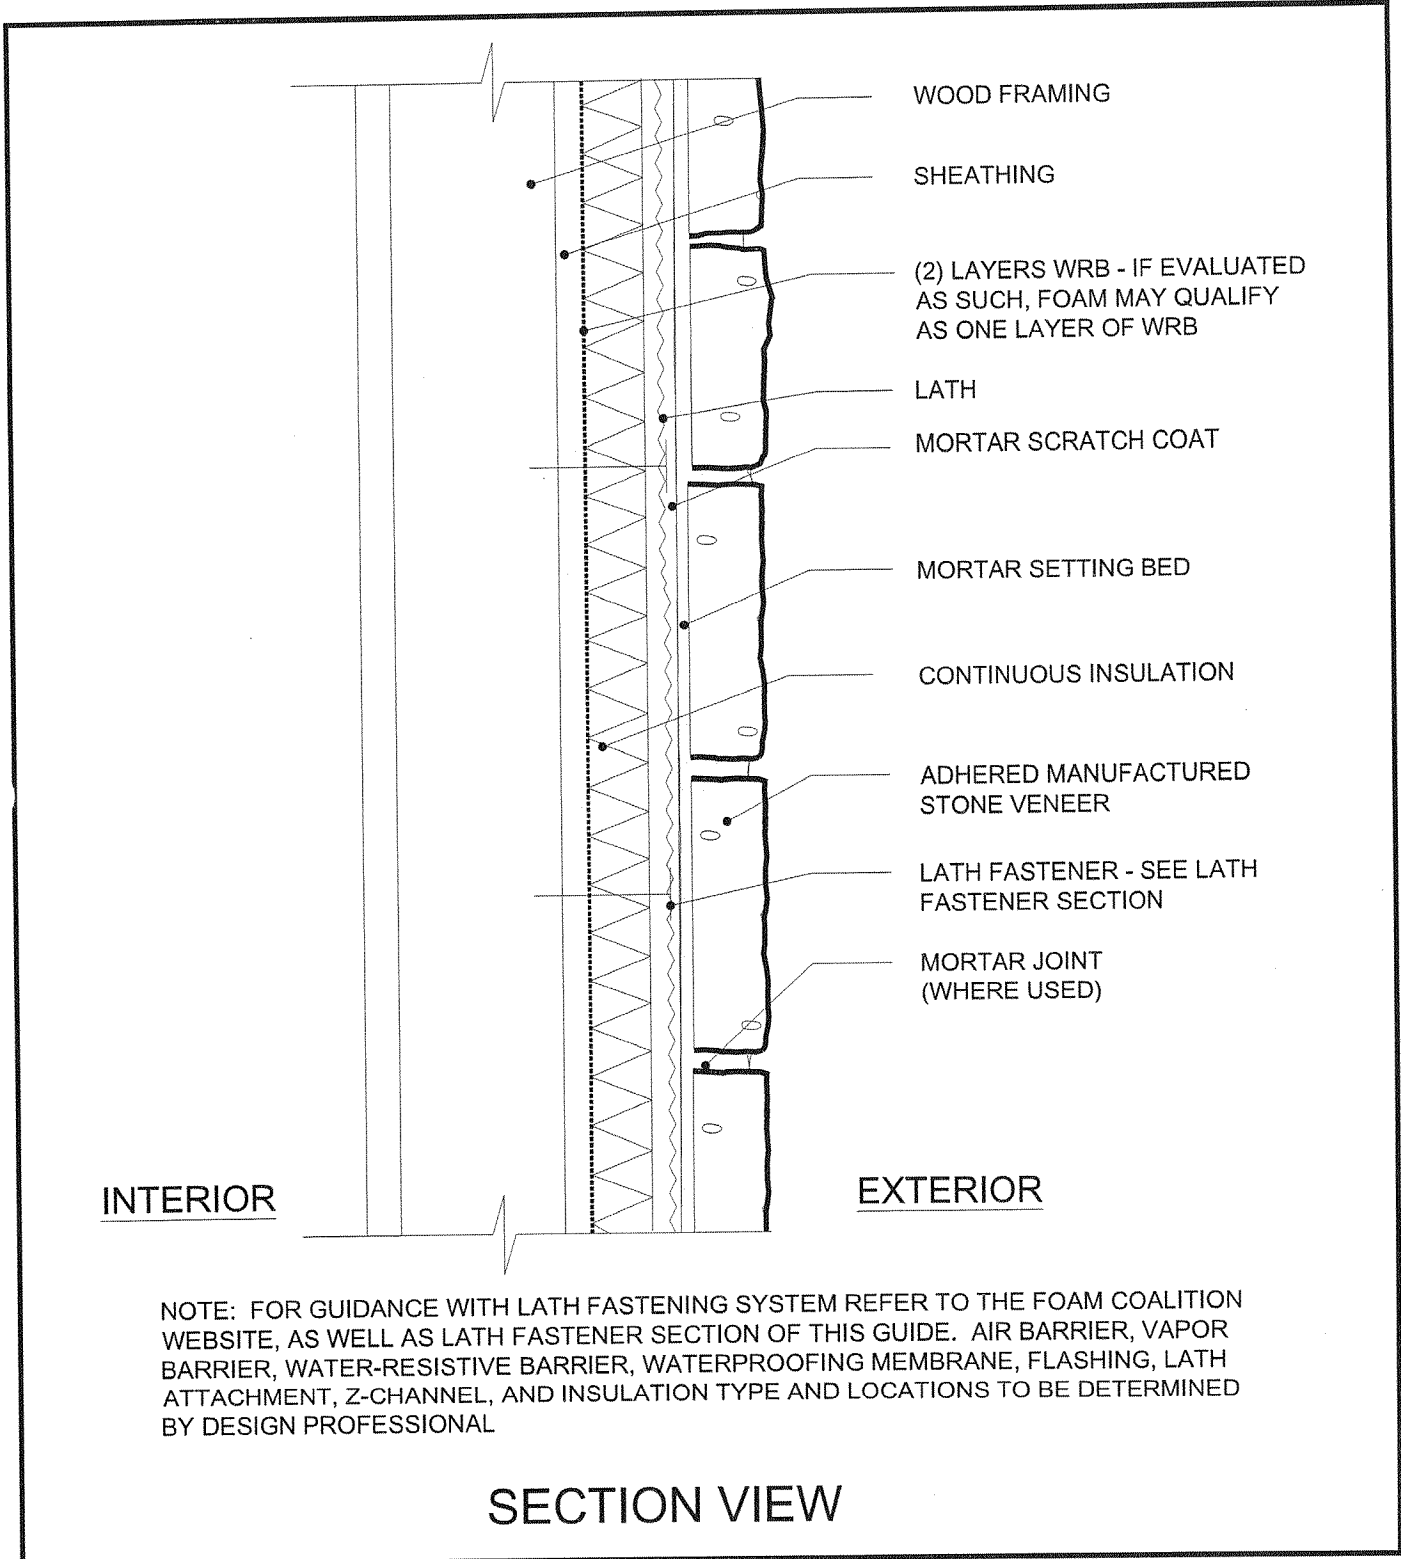 WOOD FRAMING
SHEATHING
(2) LAYERS WRB - IF EVALUATED
AS SUCH, FOAM MAY QUALIFY
AS ONE LAYER OF WRB
LATH
MORTAR SCRATCH COAT
MORTAR SETTING BED
CONTINUOUS INSULATION
ADHERED MANUFACTURED
STONE VENEER
LATH FASTENER - SEE LATH
FASTENER SECTION
MORTAR JOINT
(WHERE USED)
INTERIOR
EXTERIOR
NOTE: FOR GUIDANCE WITH LATH FASTENING SYSTEM REFER TO THE FOAM COALITION
WEBSITE, AS WELL AS LATH FASTENER SECTION OF THIS GUIDE. AIR BARRIER, VAPOR
BARRIER, WATER-RESISTIVE BARRIER, WATERPROOFING MEMBRANE, FLASHING, LATH
ATTACHMENT, Z-CHANNEL, AND INSULATION TYPE AND LOCATIONS TO BE DETERMINED
BY DESIGN PROFESSIONAL
SECTION VIEW